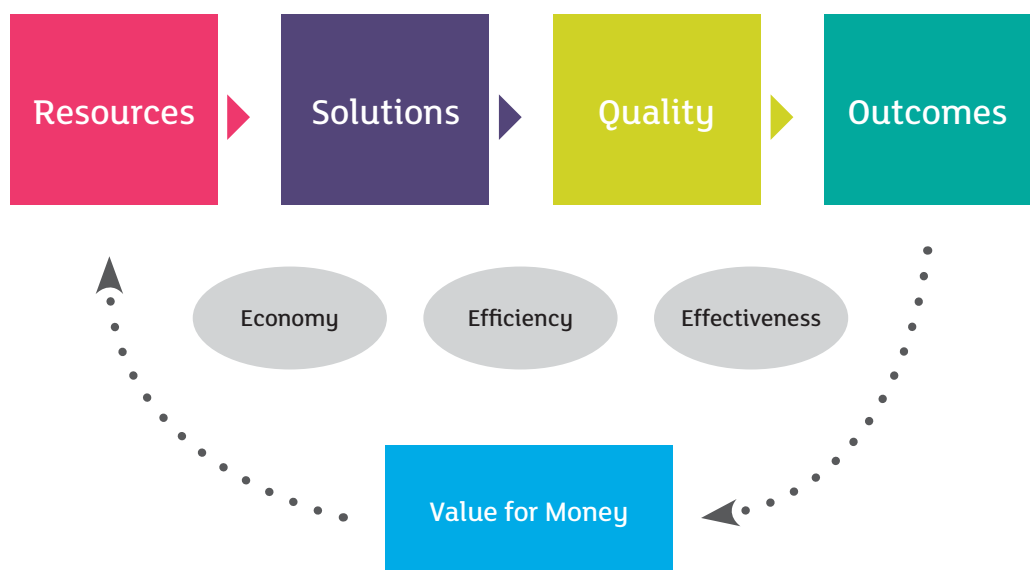 Resources
Solutions
Quality
Outcomes
Economy
Efficiency
Effectiveness
Value for Money